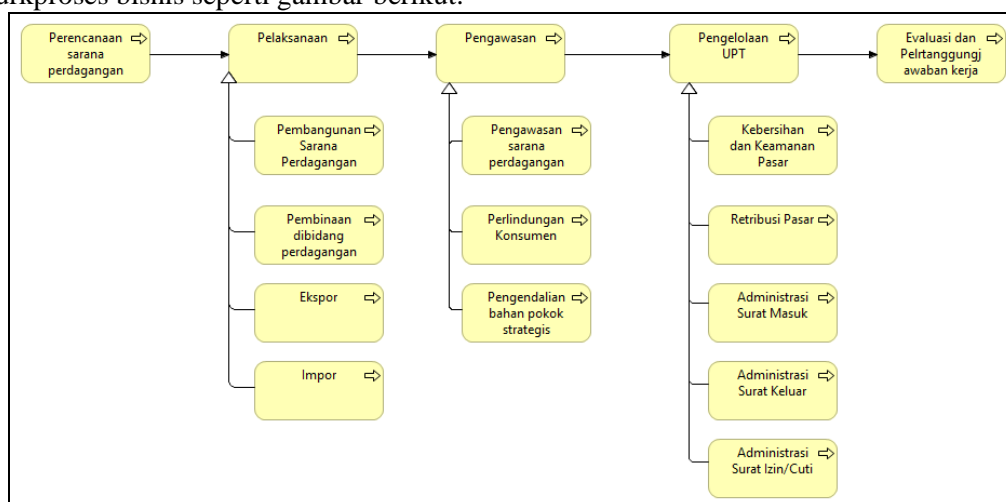 urkproses bisnis seperti gambar berikut:
Perencanaan
sarana
perdagangan
Pelaksanaan
Pengawasan
Pengelolaan
UPT
Evaluasi dan
Pelrtanggungj
awaban kerja
Pembangunan
Sarana
Perdagangan
Pembinaan
dibidang
perdagangan
Ekspor
Impor
Pengawasan
sarana
perdagangan
Perlindungan
Konsumen
Pengendalian
bahan pokok
strategis
Kebersihan
dan Keamanan
Pasar
Retribusi Pasar
Administrasi
Surat Masuk
Administrasi
Surat Keluar
Administrasi
Surat Izin/Cuti